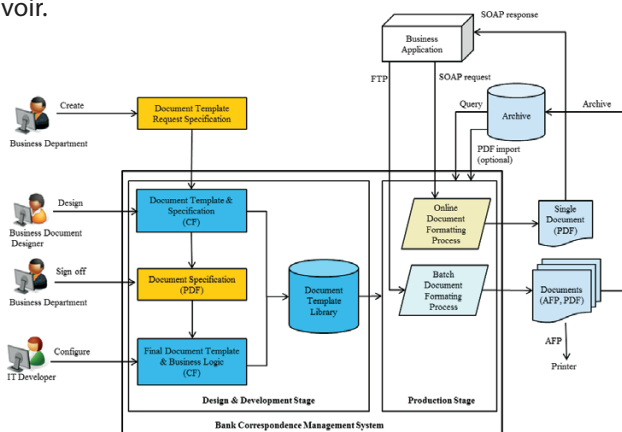 voir.
SOAP response
Business
Application
FTP
SOAP request
Create
Document Template
Request Specification
Business Department
Query
Archive
Archive
PDF import
(optional)
Design
Business Document
Designer
Document Template &
Specification
(CF)
Online
Document
Formatting
Process
Single
Document
(PDF)
Sign off
Business Department
Document Specification
(PDF)
Document
Template
Library
Batch
Document
Formating
Process
Documents
(AFP, PDF)
Configure
IT Developer
Final Document Template
& Business Logic
(CF)
AFP
Printer
Design & Development Stage
Production Stage
Bank Correspondence Management System